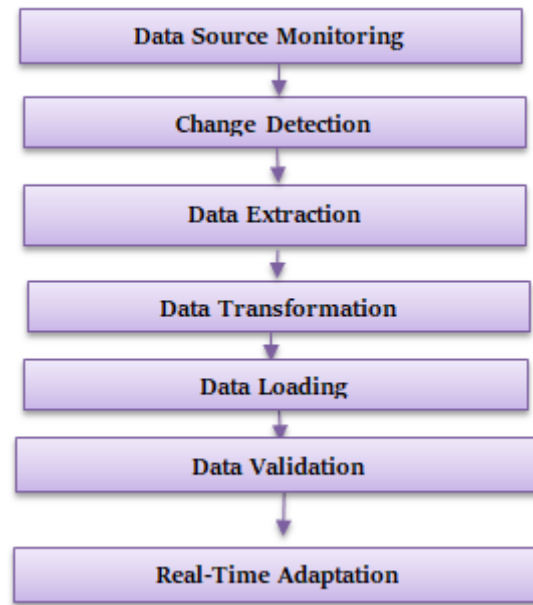 Data Source Monitoring
Change Detection
Data Extraction
Data Transformation
Data Loading
Data Validation
Real-Time Adaptation